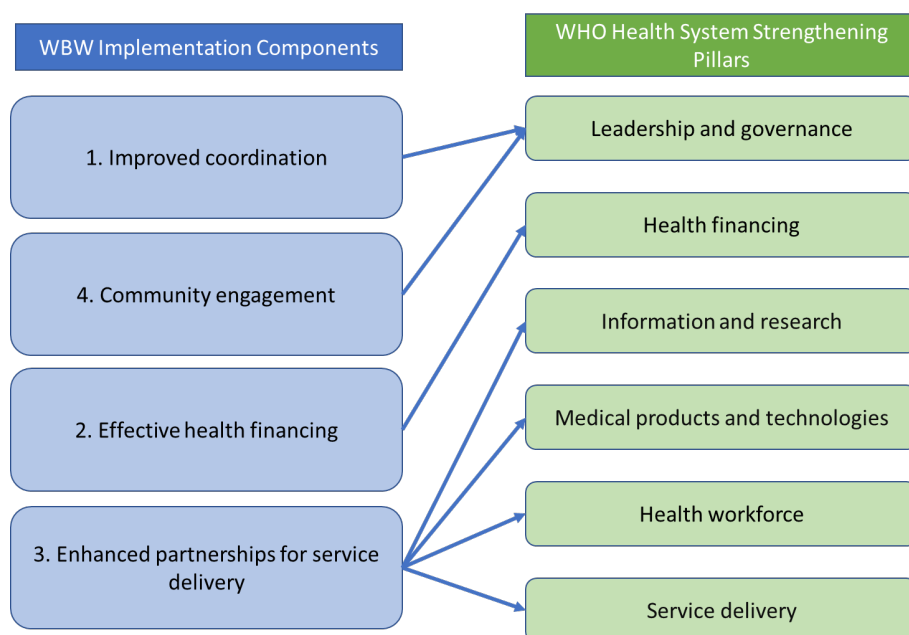 WBW Implementation Components
1. Improved coordination
4. Community engagement
2. Effective health financing
3. Enhanced partnerships for service
delivery
WHO Health System Strengthening
Pillars
Leadership and governance
Health financing
Information and research
Medical products and technologies
Health workforce
Service delivery